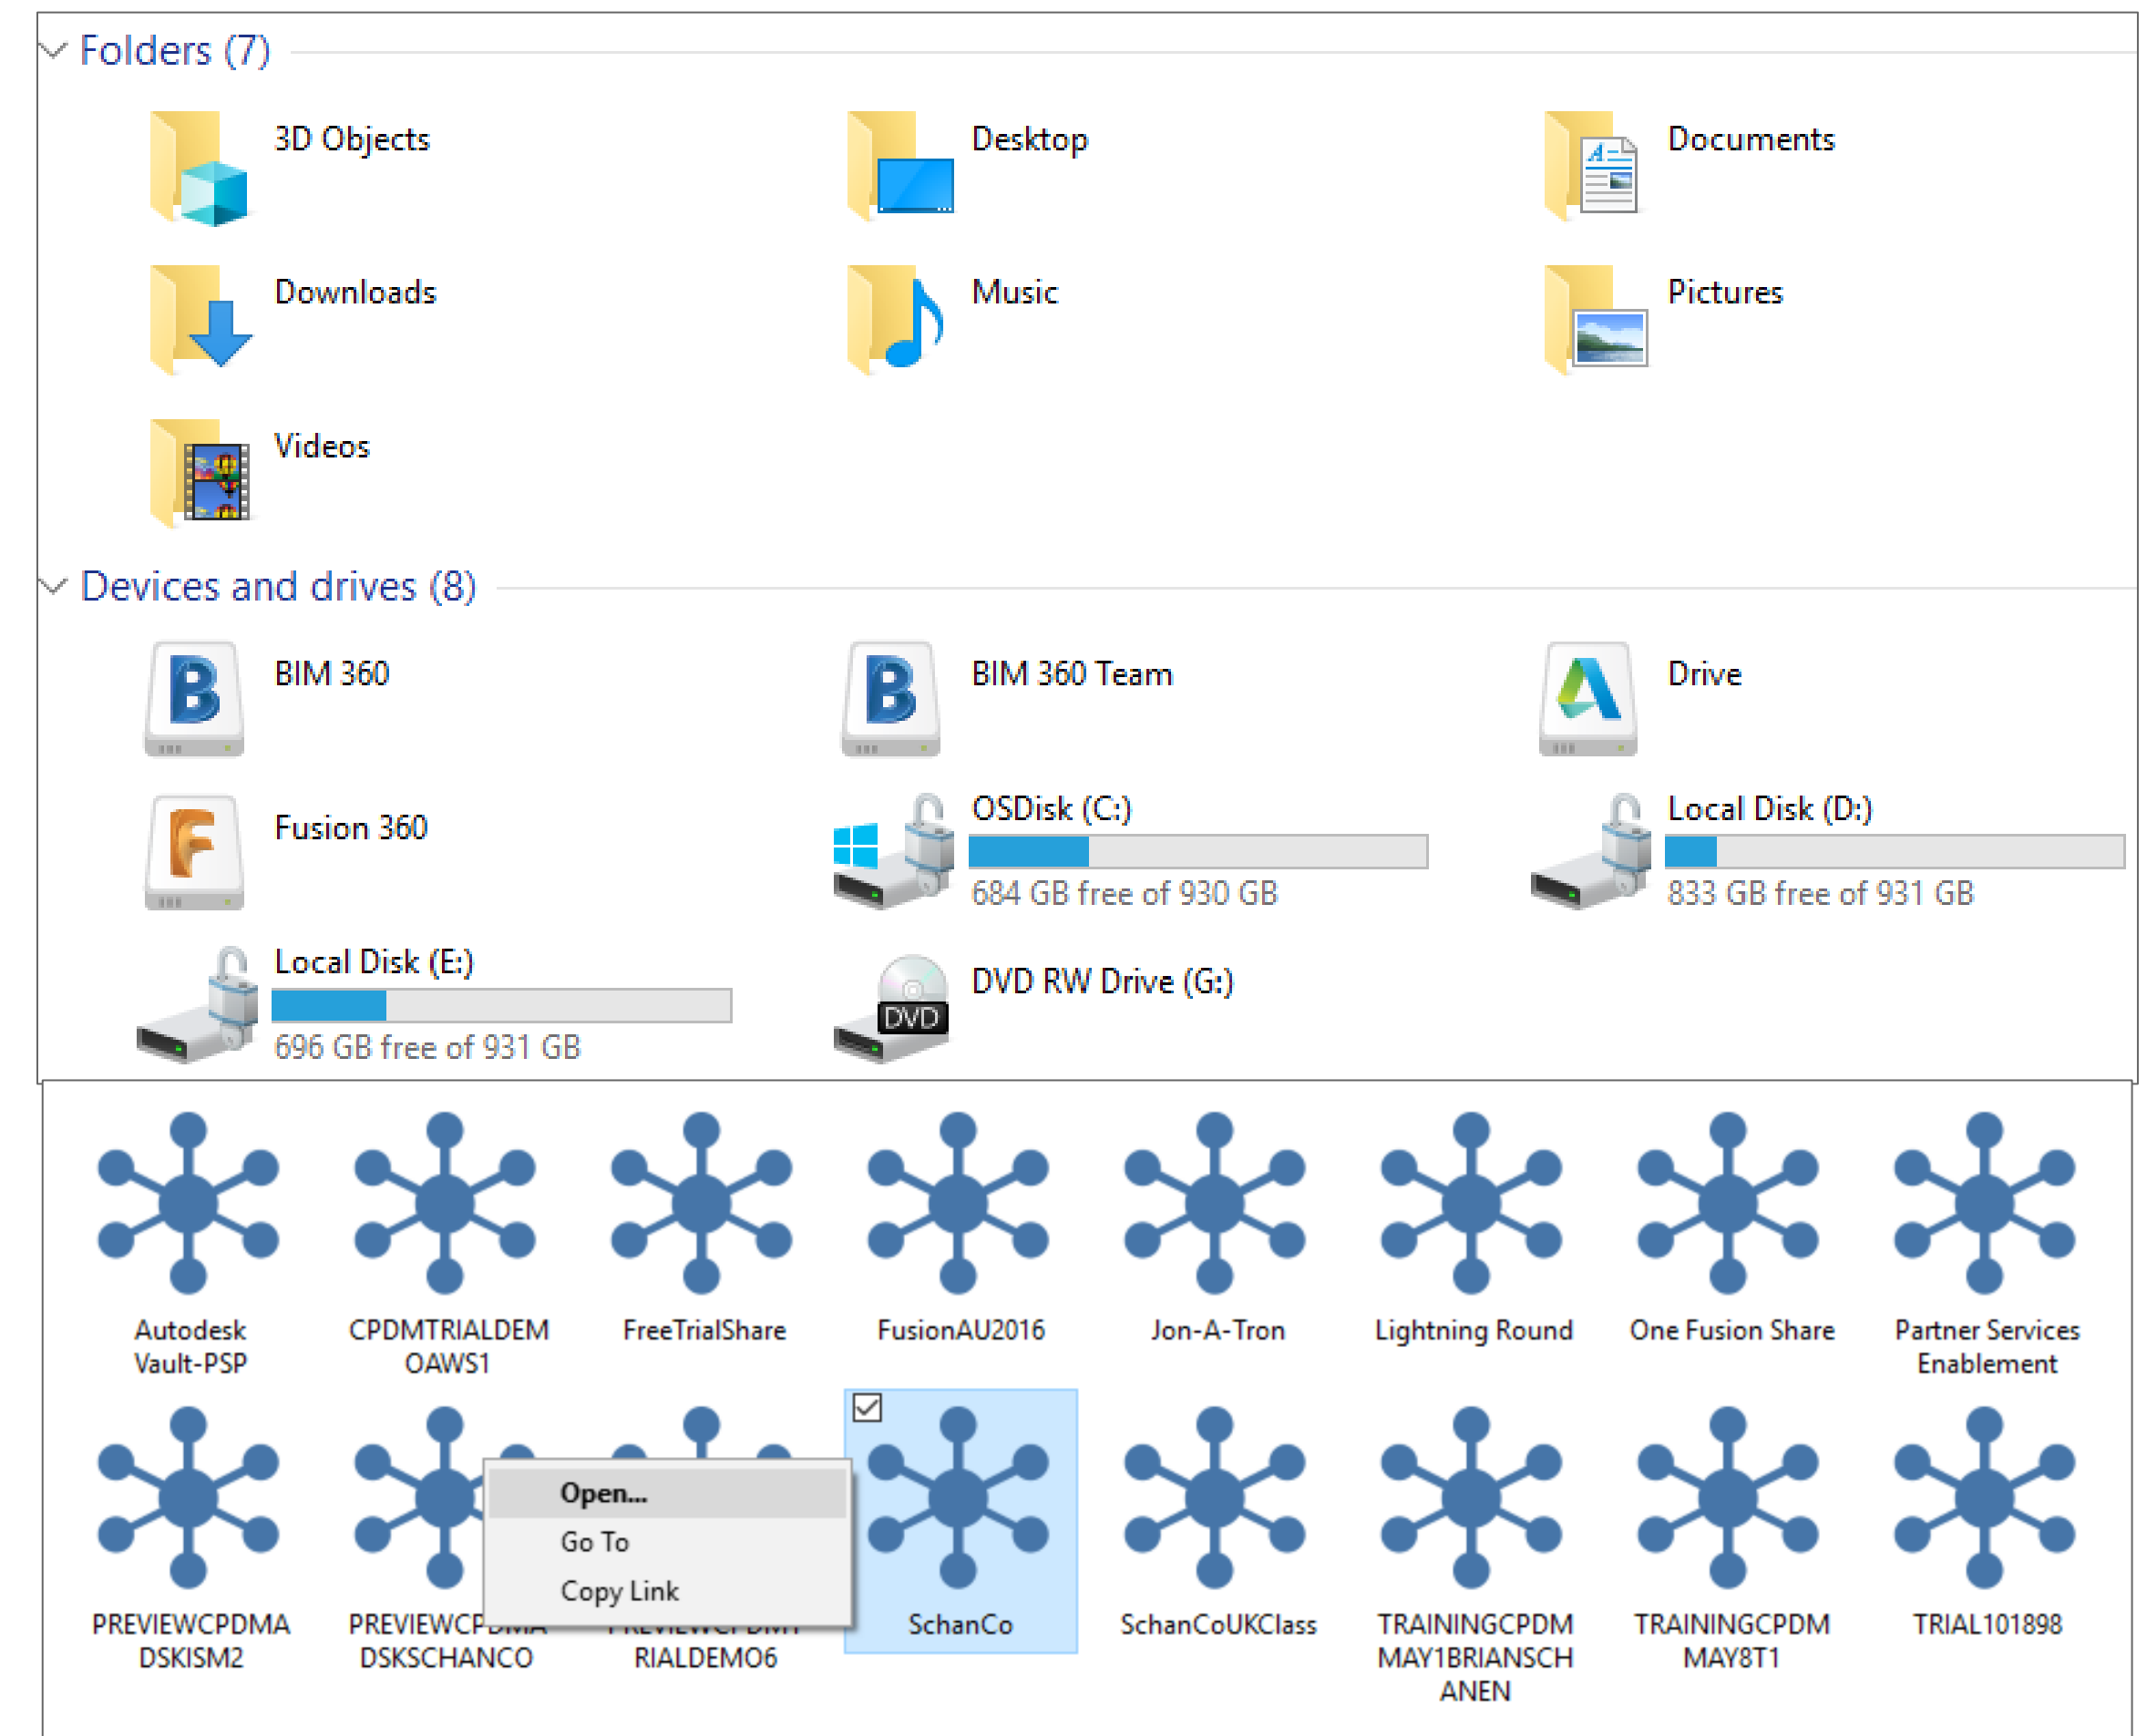 Folders (7)
3D Objects
Desktop
Documents
Downloads
Music
Pictures
Videos
Devices and drives (8)
BIM 360
BIM 360 Team
Drive
Fusion 360
OSDisk (C:)
684 GB free of 930 GB
Local Disk (D:)
833 GB free of 931 GB
Local Disk (E:)
696 GB free of 931 GB
DVD RW Drive (G:)
DVD
Autodesk
Vault-PSP
CPDMTRIALDEM
OAWS1
FreeTrialShare
FusionAU2016
Jon-A-Tron
Lightning Round
One Fusion Share
Partner Services
Enablement
Open...
Go To
Copy Link
PREVIEWCPDMA
DSKISM2
PREVIEWCPDMA
DSKSCHANCO
RIALDEMO6
SchanCo
SchanCoUKClass
TRAININGCPDM
MAY1BRIANSCH
ANEN
TRAININGCPDM
MAY8T1
TRIAL101898